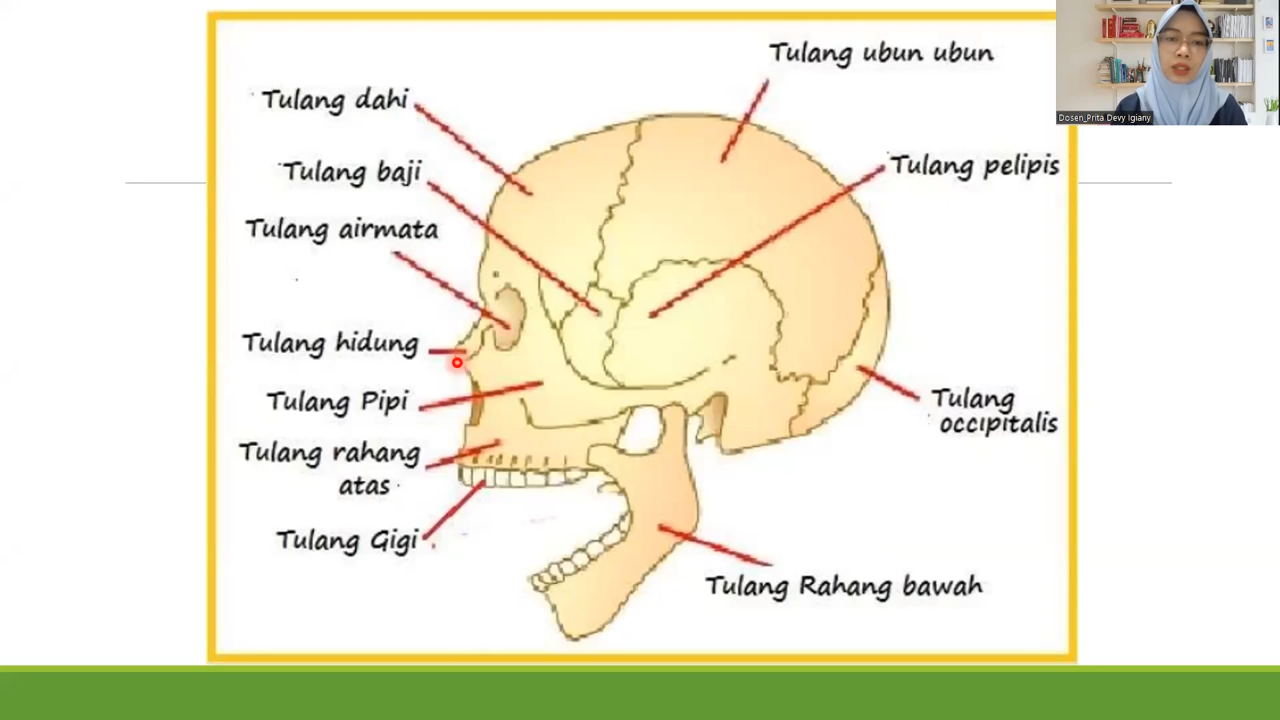 Tulang ubun ubun
Dosen_Prita Devy Igiany
Tulang dahi
Tulang baji
Tulang pelipis
Tulang airmata
Tulang hidung
Tulang Pipi
Tulang
occipitalis
Tulang rahang
atas
Tulang Gigi
Tulang Rahang bawah